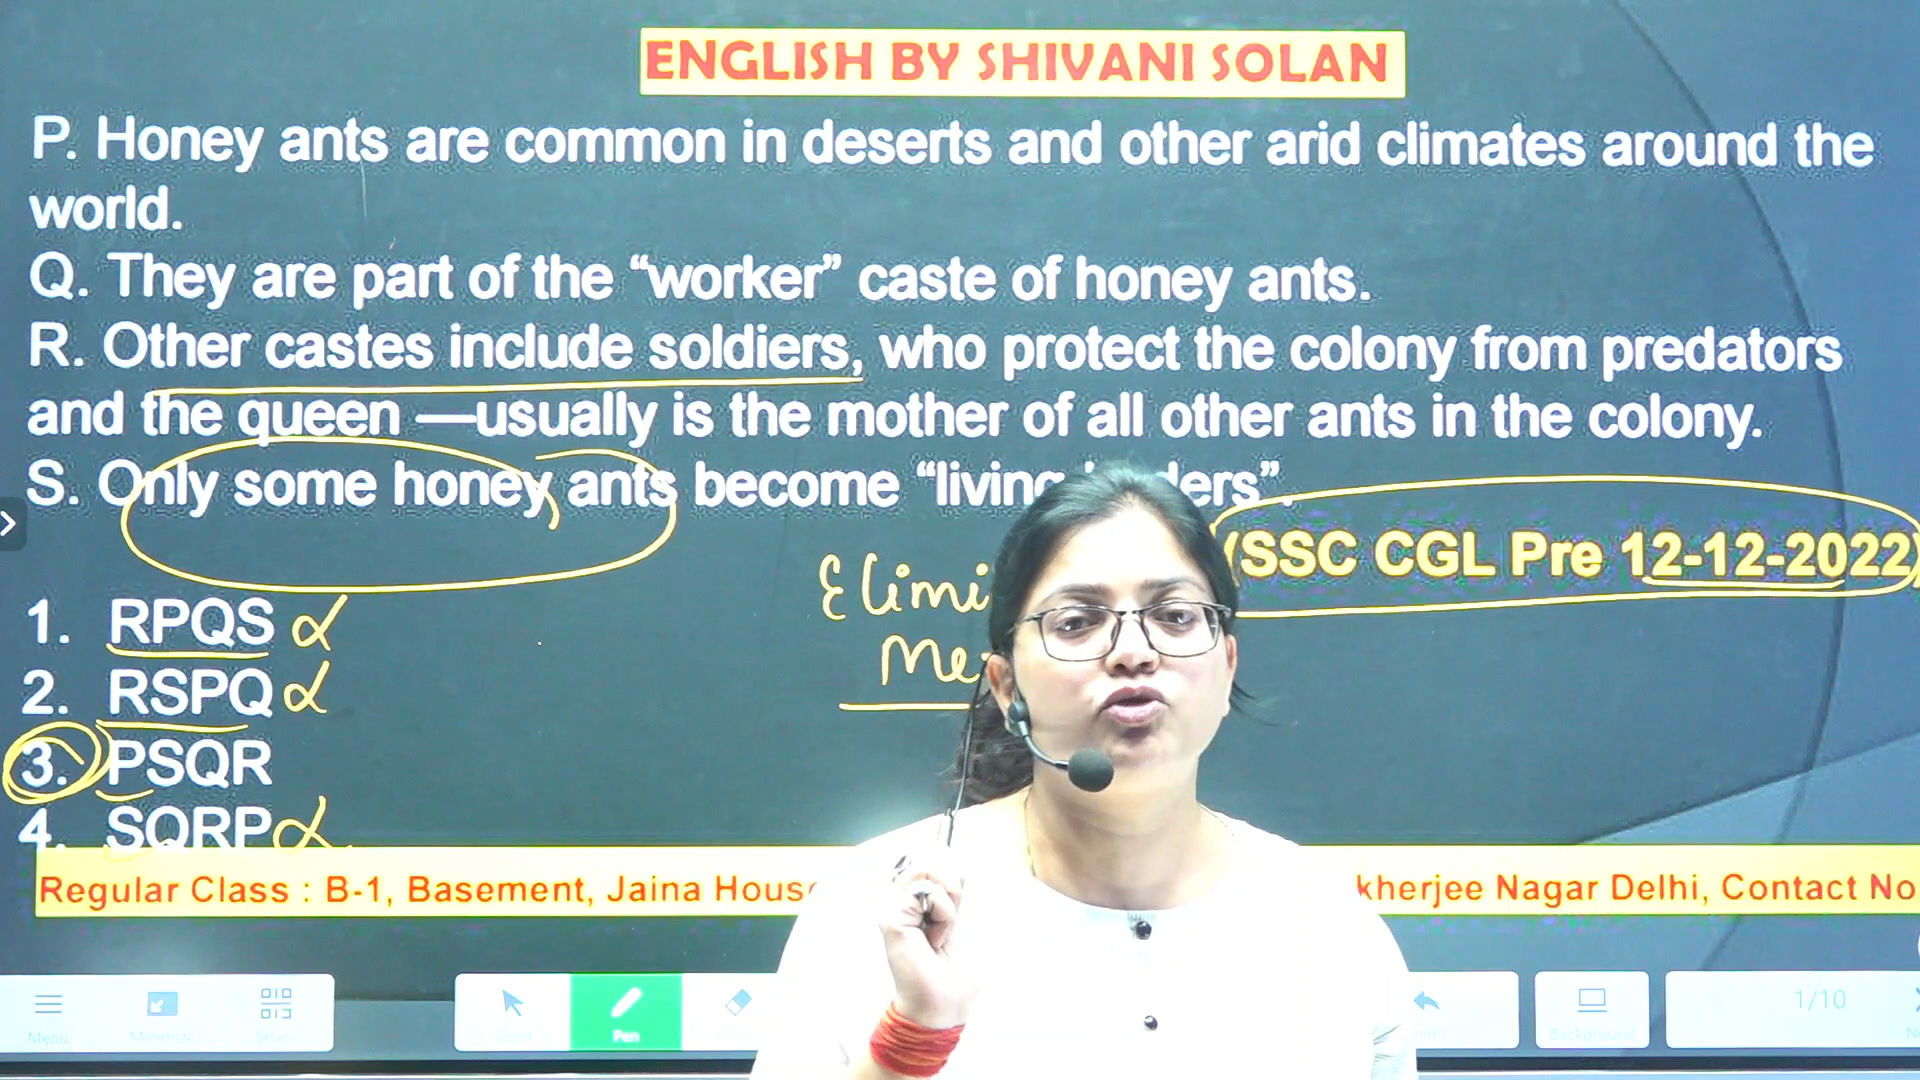 ENGLISH BY SHIVANI SOLAN
P. Honey ants are common in deserts and other arid climates around the
world.
Q. They are part of the “worker” caste of honey ants.
R. Other castes include soldiers, who protect the colony from predators
and the queen —usually is the mother of all other ants in the colony.
S. Only some honey ants become “living
(SSC CGL Pre 12-12-2022)
1. RPQS
2. RSPQ
3. PSQR
4. SQRP
Regular Class : B-1, Basement, Jaina Nagar Delhi, Contact No
Menu Minimize Pen Background 1/10